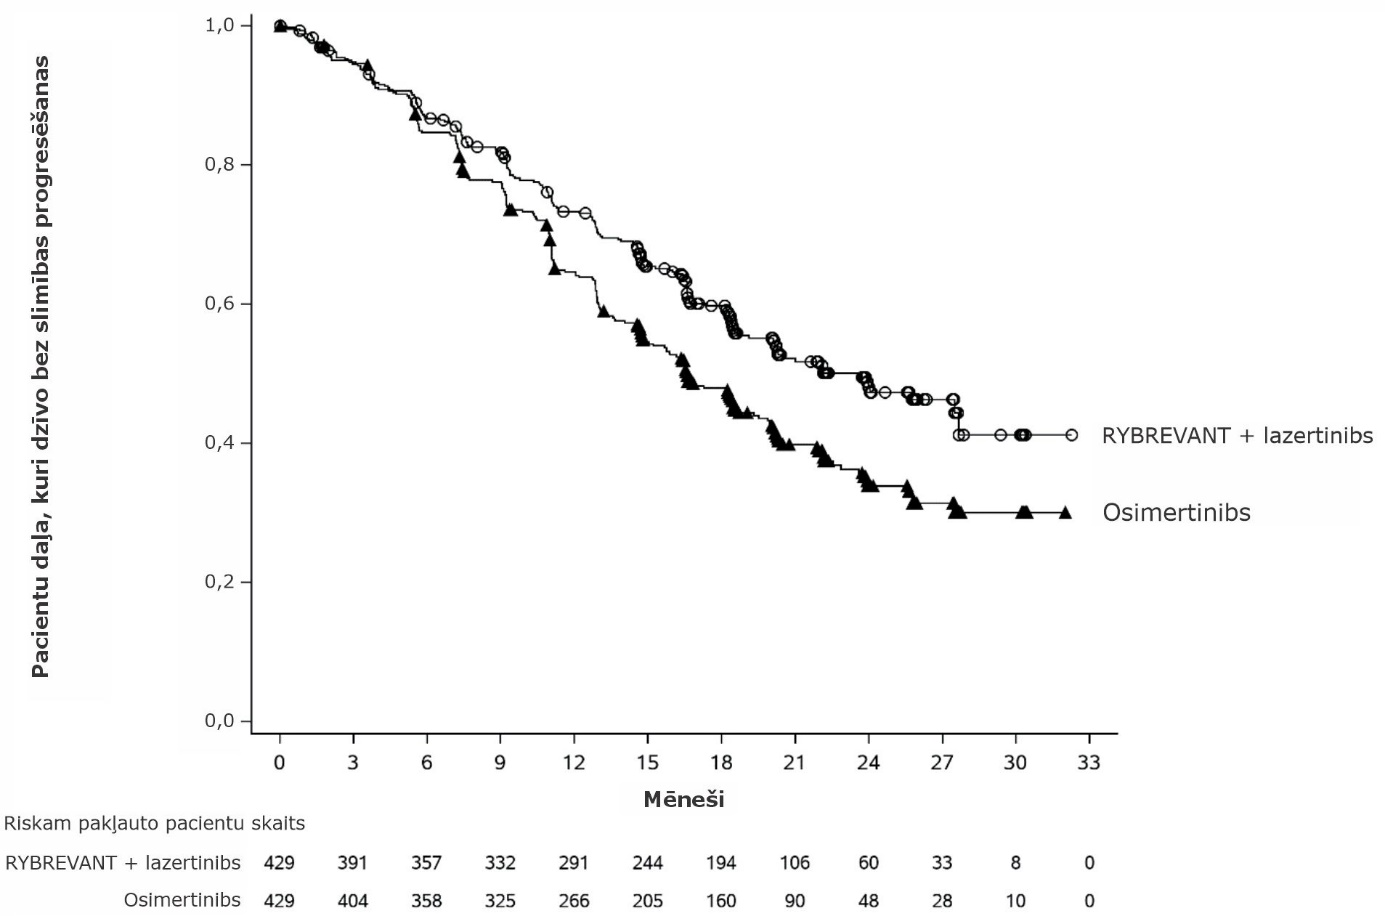 Pacientu daļa, kuri dzīvo bez slimības progresēšanas
1,0
0,8
0,6
0,4
0,2
0,0
RYBREVANT + lazertinibs
Osimertinibs
0 3 6 9 12 15 18 21 24 27 30 33
Mēneši
Riskam pakļauto pacientu skaits
RYBREVANT + lazertinibs 429 391 357 332 291 244 194 106 60 33 8 0
Osimertinibs 429 404 358 325 266 205 160 90 48 28 10 0